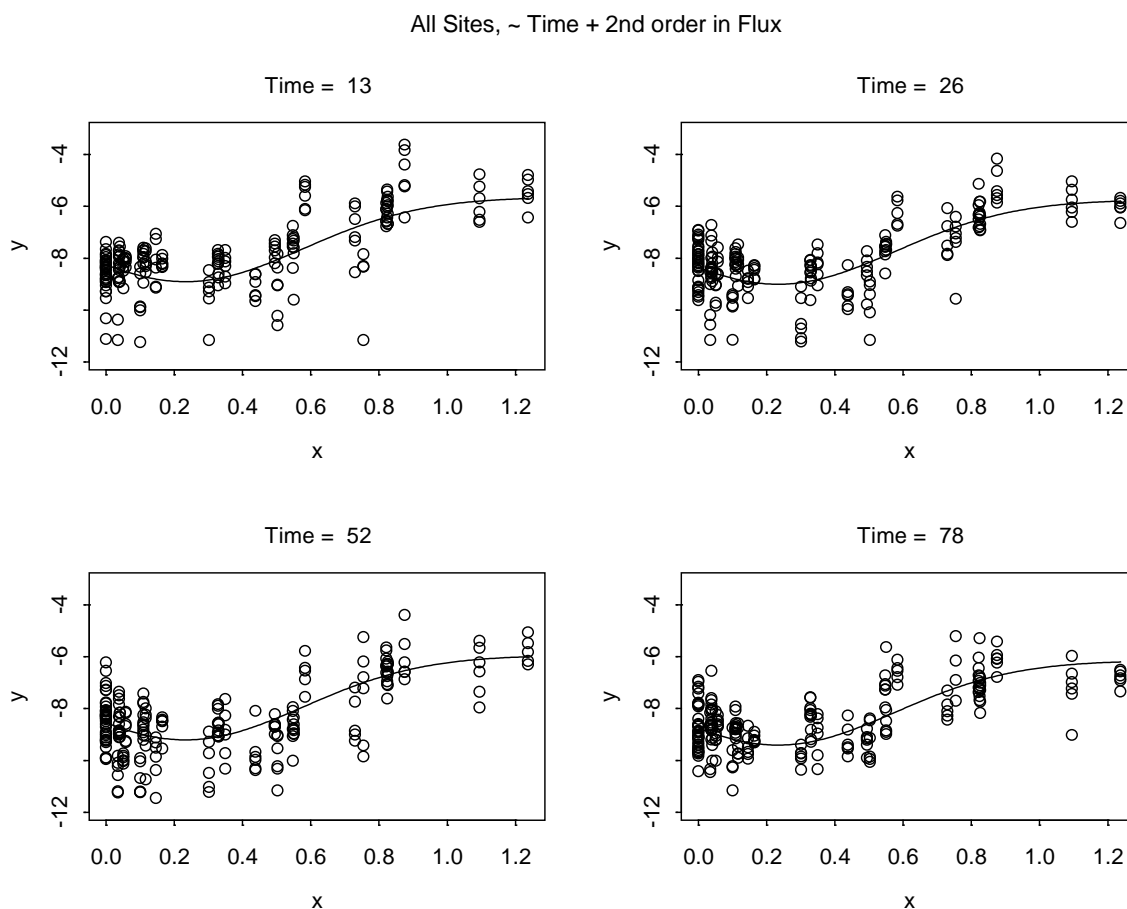 All Sites, ~ Time + 2nd order in Flux
Time = 13
Time = 26
-4
-6
-8
-12
y
0.0 0.2 0.4 0.6 0.8 1.0 1.2
x
-4
-6
-8
-12
y
0.0 0.2 0.4 0.6 0.8 1.0 1.2
x
Time = 52
Time = 78
-4
-6
-8
-12
y
0.0 0.2 0.4 0.6 0.8 1.0 1.2
x
-4
-6
-8
-12
y
0.0 0.2 0.4 0.6 0.8 1.0 1.2
x